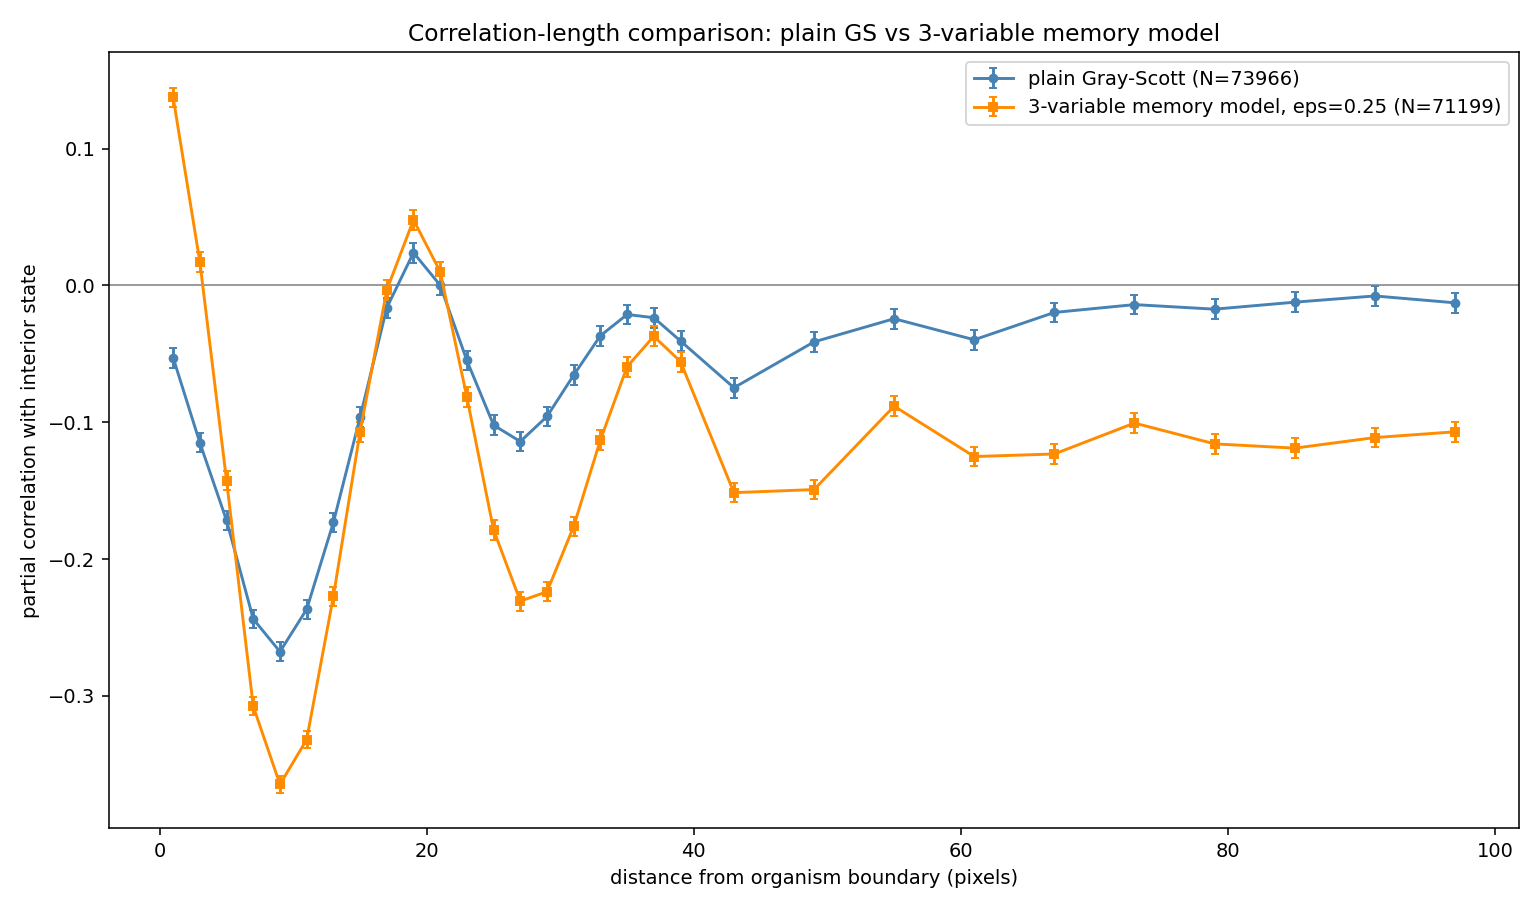 Correlation-length comparison: plain GS vs 3-variable memory model
plain Gray-Scott (N=73966)
3-variable memory model, eps=0.25 (N=71199)
partial correlation with interior state
0.1
0.0
−0.1
−0.2
−0.3
0
20
40
60
80
100
distance from organism boundary (pixels)